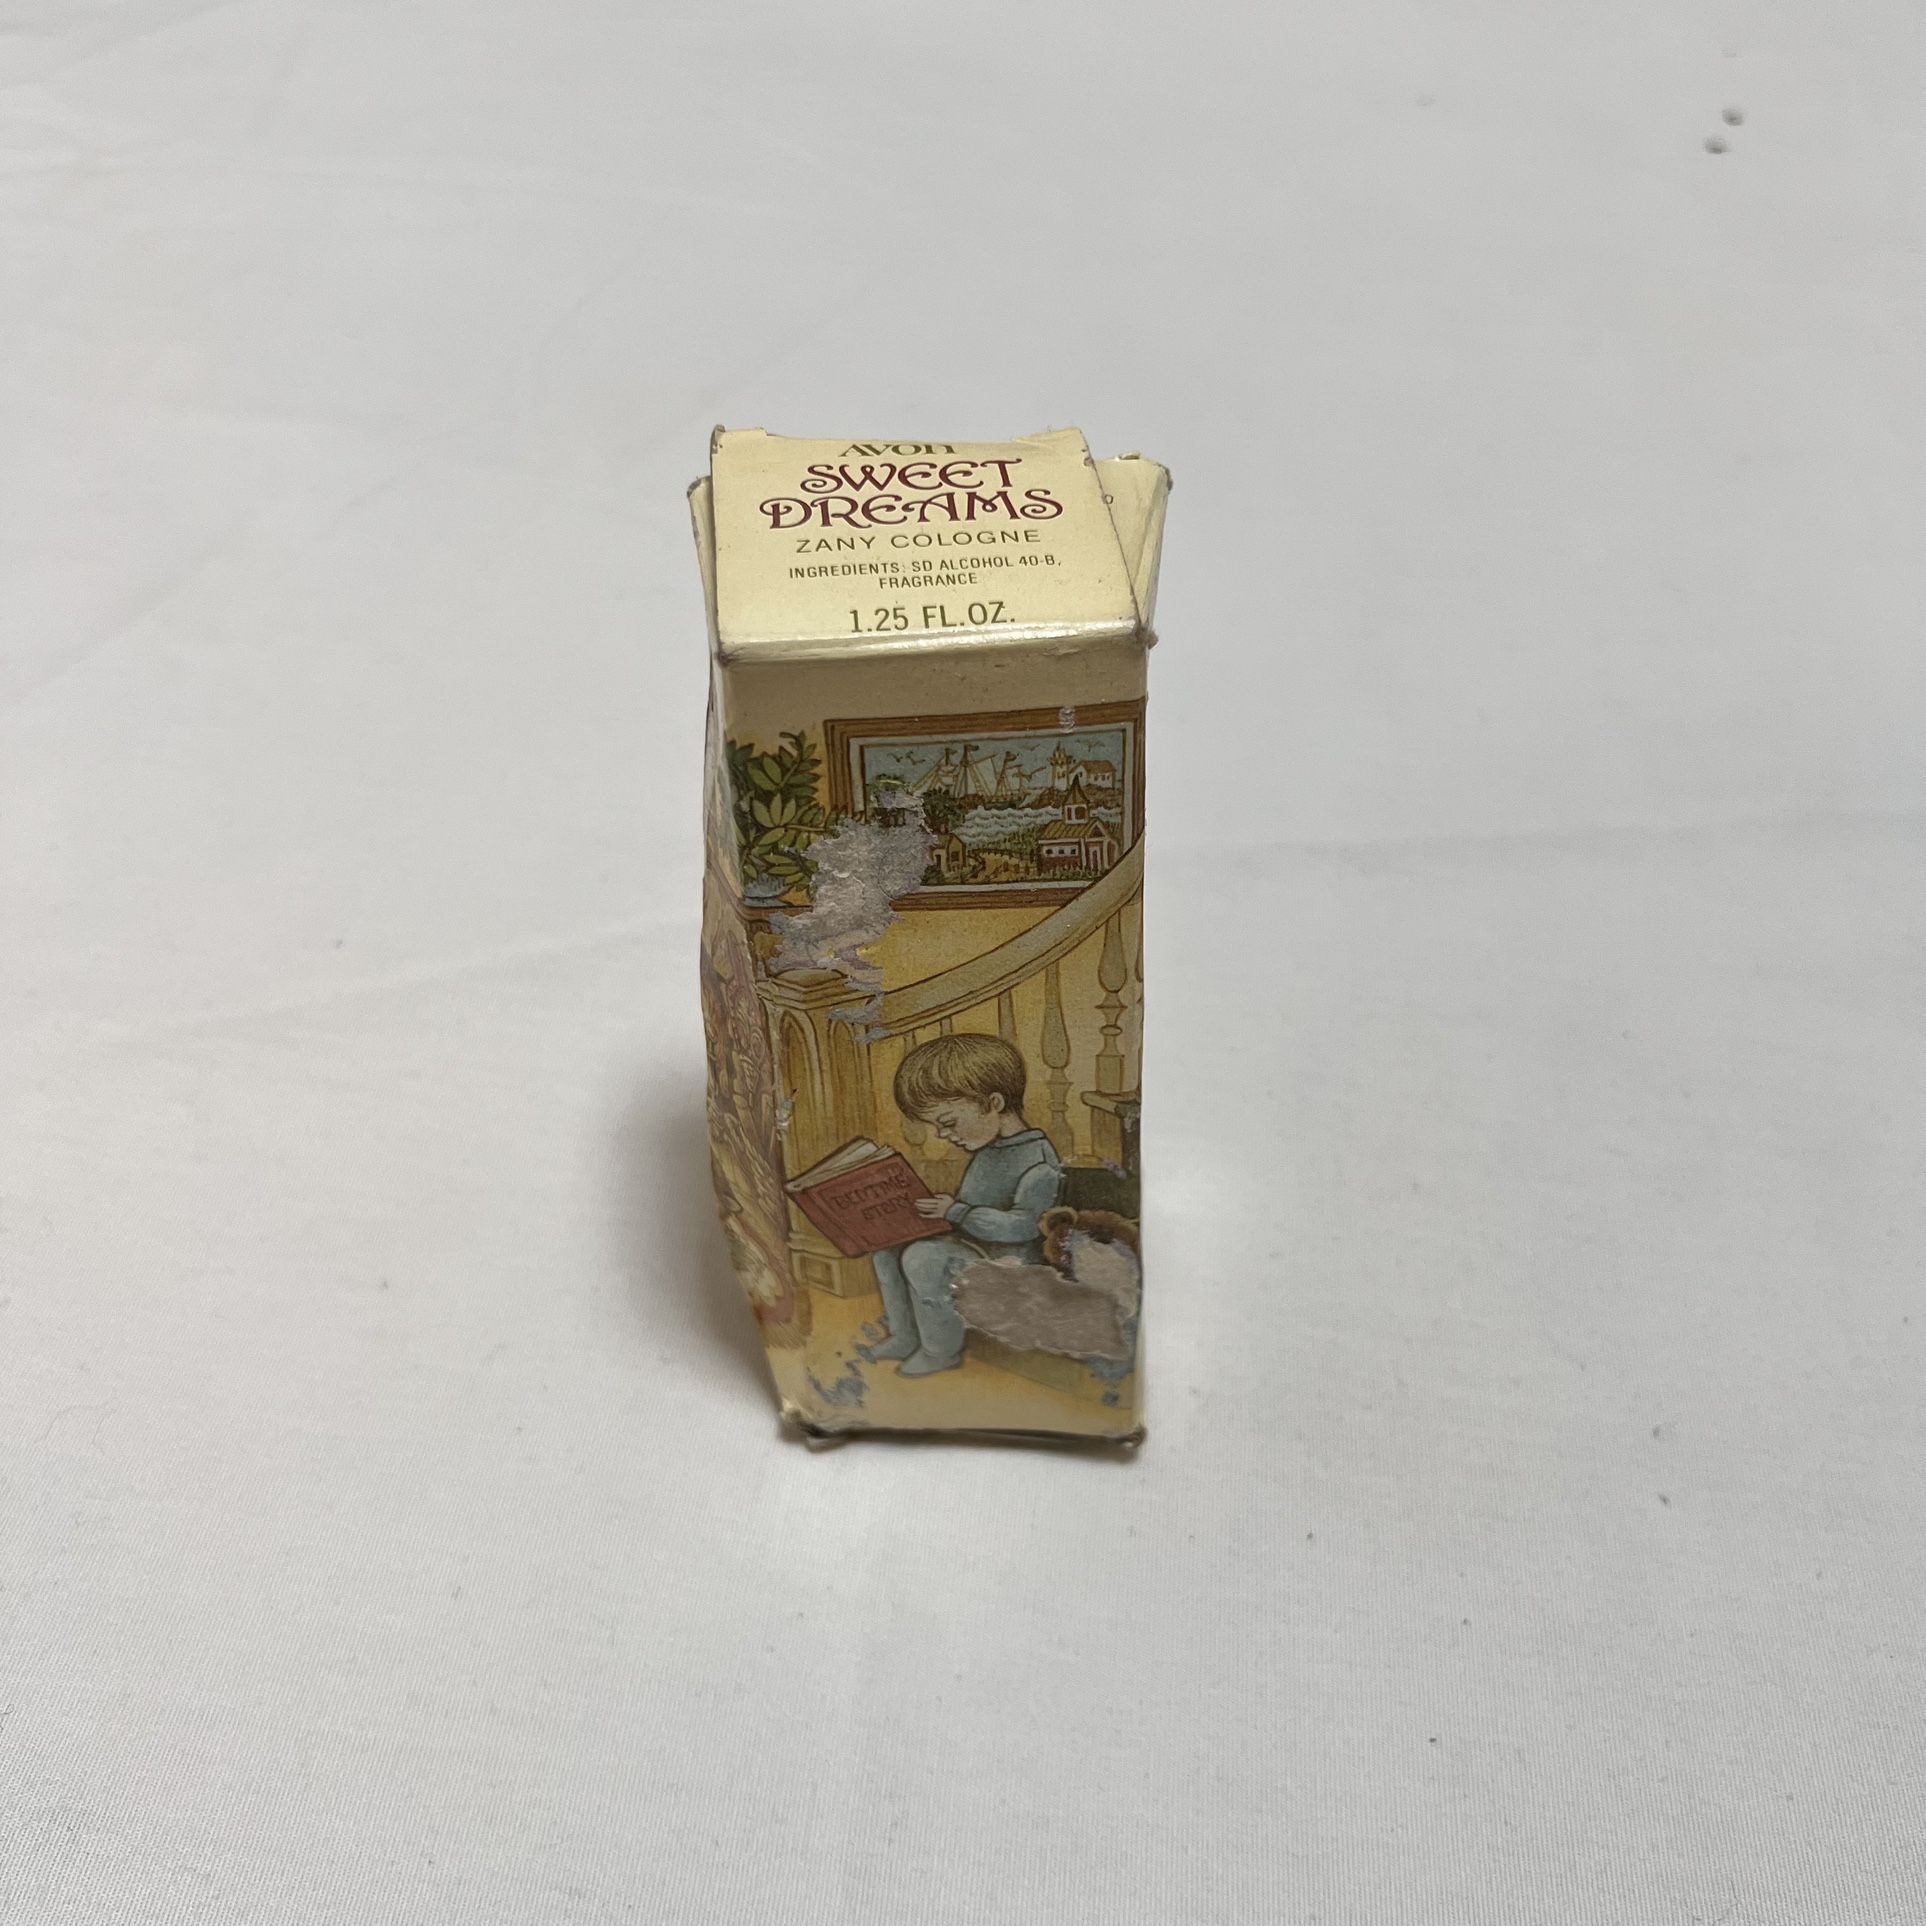 AVON
SWEET
DREAMS
ZANY COLOGNE
INGREDIENTS: SD ALCOHOL 40-B,
FRAGRANCE
1.25 FL.OZ.
BEDTIME
STORY